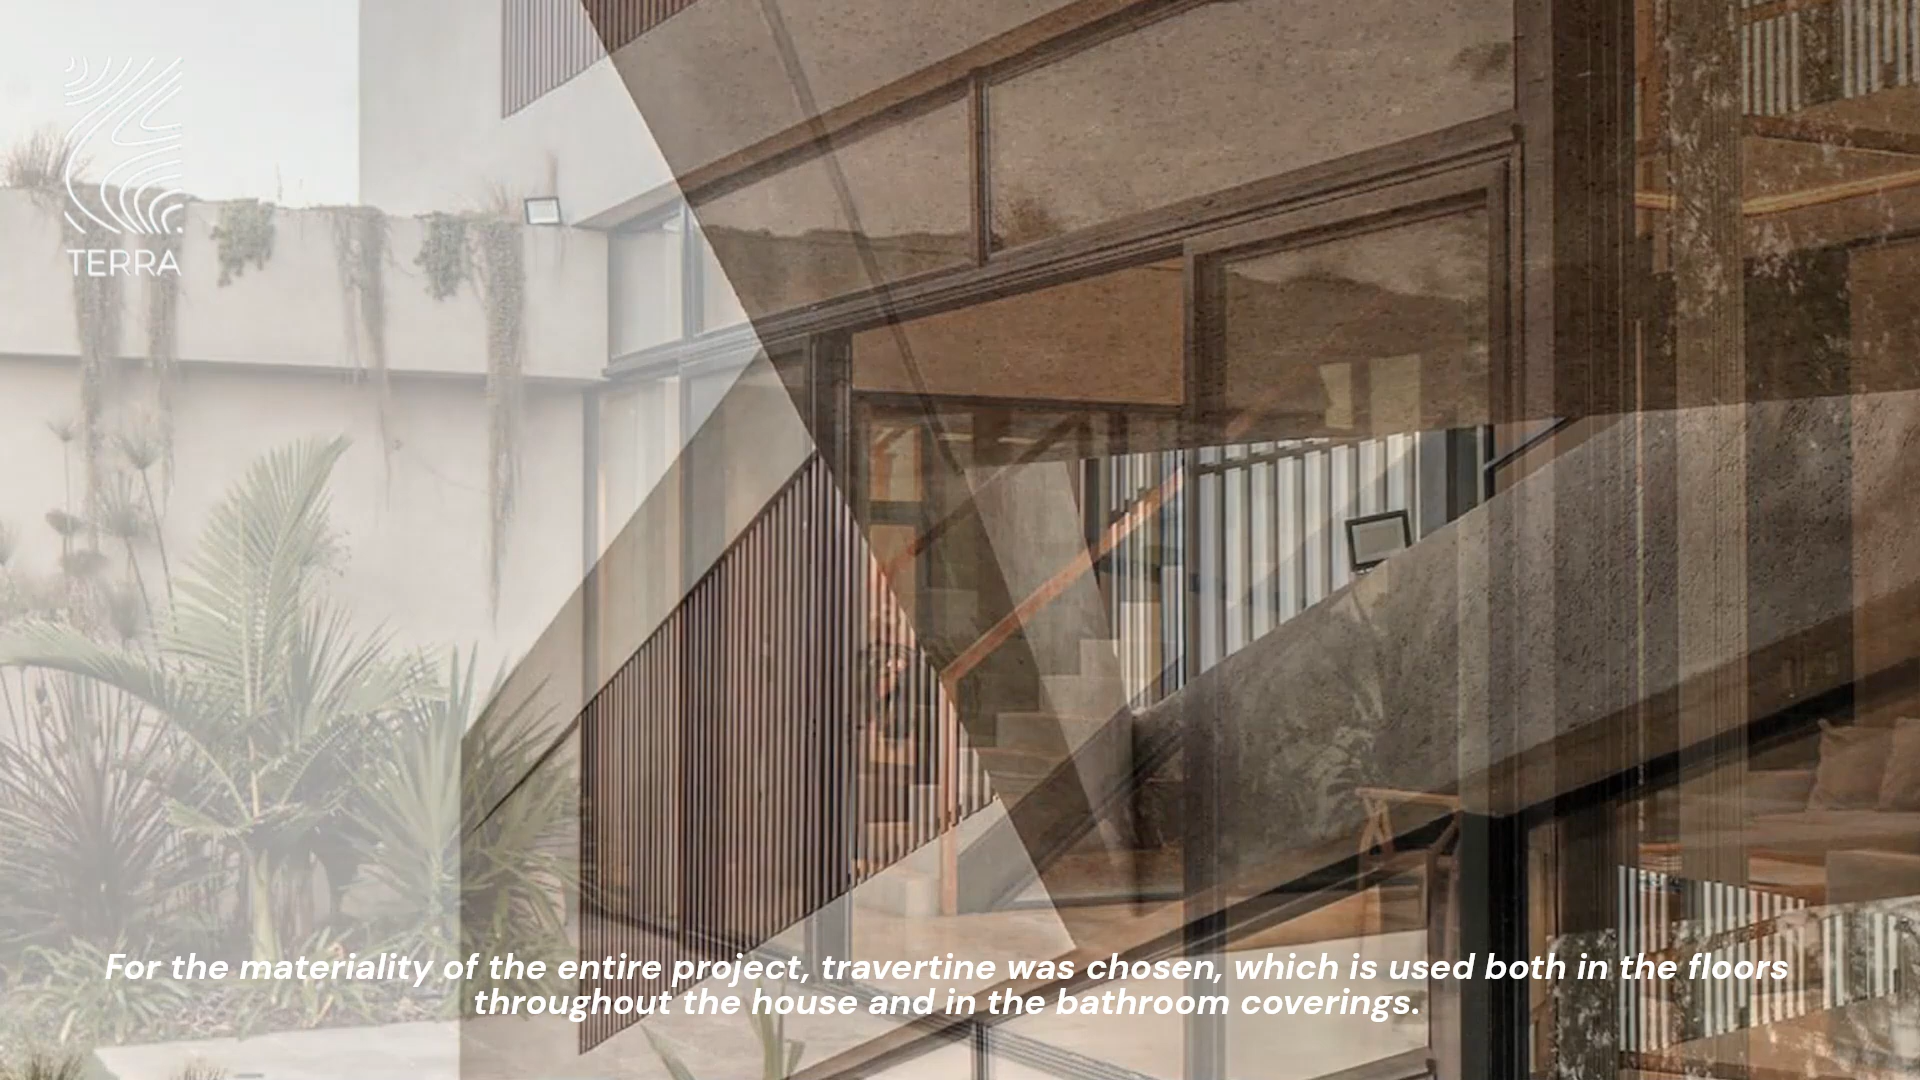 TERRA
For the materiality of the entire project, travertine was chosen, which is used both in the floors
throughout the house and in the bathroom coverings.